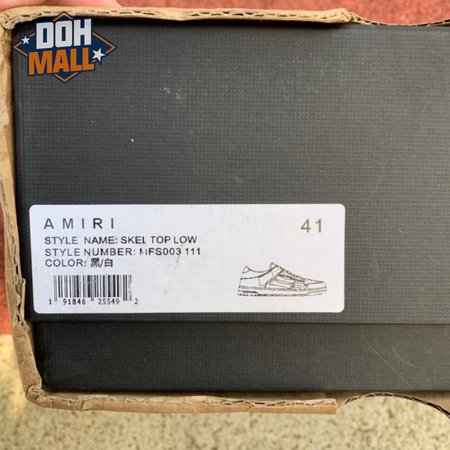 DOH
MALL
AMIRI 41
STYLE NAME: SKEL TOP LOW
STYLE NUMBER: MFS003 111
COLOR: 黑/白
1 91846 25549 2